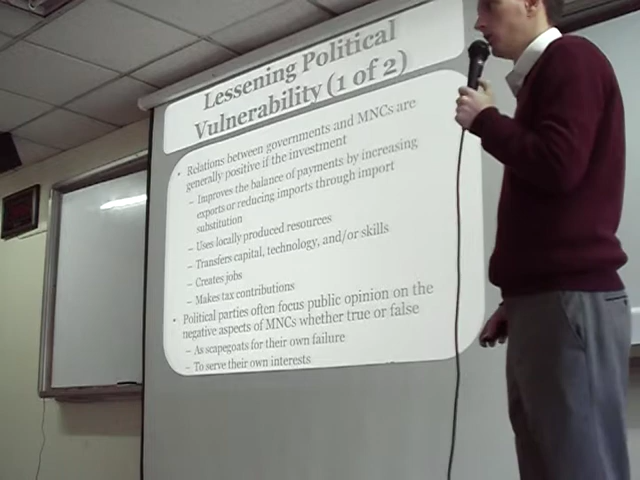 Lessening Political
Vulnerability (1 of 2)
• Relations between governments and MNCs are
generally positive if the investment
– Improves the balance of payments by increasing
exports or reducing imports through import
substitution
– Uses locally produced resources
– Transfers capital, technology, and/or skills
– Creates jobs
– Makes tax contributions
• Political parties often focus public opinion on the
negative aspects of MNCs whether true or false
– As scapegoats for their own failure
– To serve their own interests